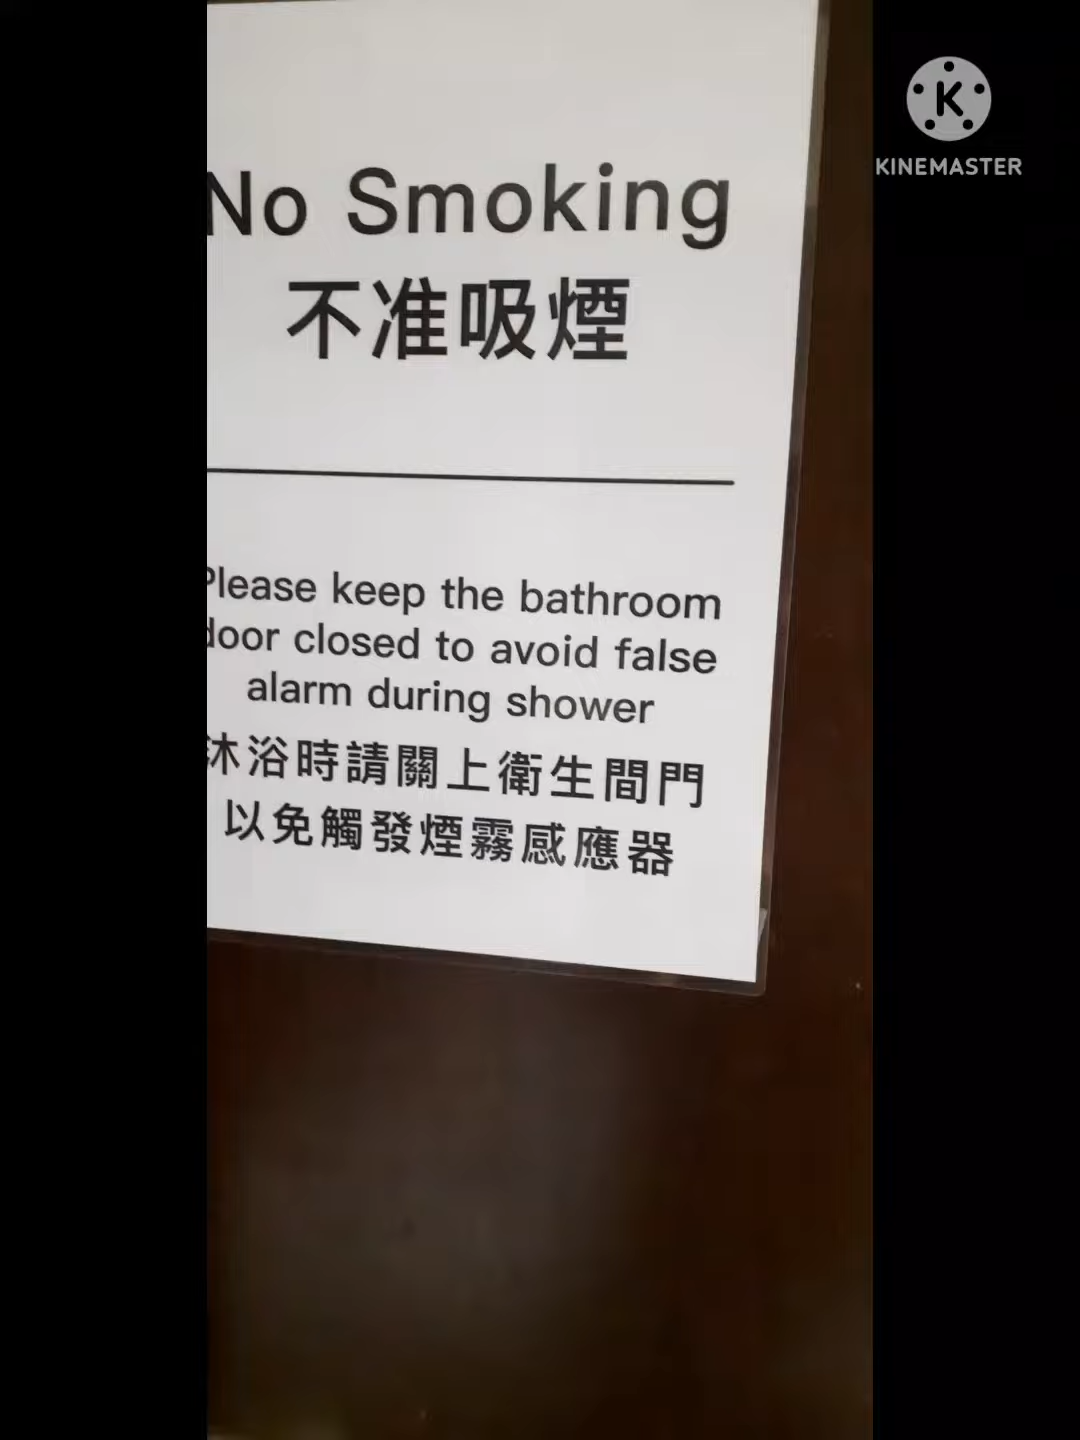 No Smoking
不准吸煙
Please keep the bathroom
door closed to avoid false
alarm during shower
沐浴時請關上衛生間門
以免觸發煙霧感應器
K
KINEMASTER